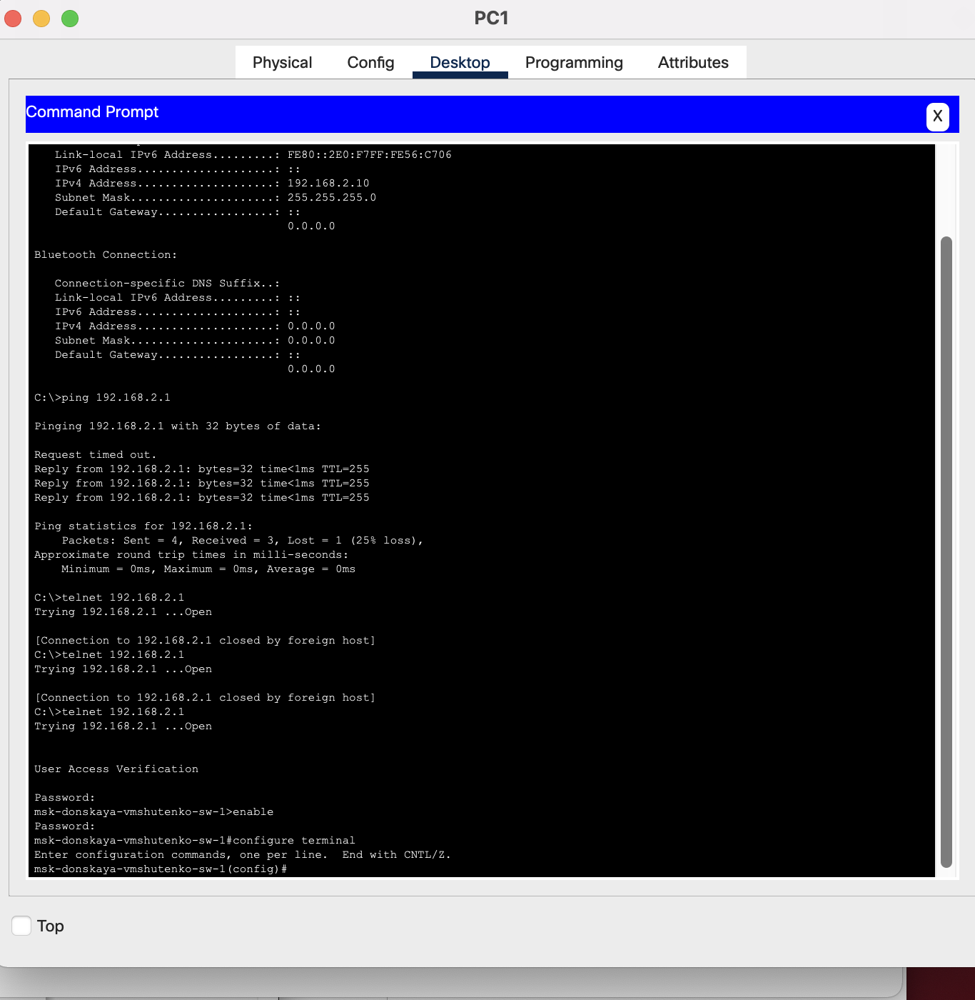 PC1
Physical Config Desktop Programming Attributes
Command Prompt
X
Link-local IPv6 Address.........: FE80::2E0:F7FF:FE56:C706
IPv6 Address....................: ::
IPv4 Address....................: 192.168.2.10
Subnet Mask.....................: 255.255.255.0
Default Gateway.................: ::
0.0.0.0
Bluetooth Connection:
Connection-specific DNS Suffix..:
Link-local IPv6 Address.........: ::
IPv6 Address....................: ::
IPv4 Address....................: 0.0.0.0
Subnet Mask.....................: 0.0.0.0
Default Gateway.................: ::
0.0.0.0
C:\>ping 192.168.2.1
Pinging 192.168.2.1 with 32 bytes of data:
Request timed out.
Reply from 192.168.2.1: bytes=32 time<1ms TTL=255
Reply from 192.168.2.1: bytes=32 time<1ms TTL=255
Reply from 192.168.2.1: bytes=32 time<1ms TTL=255
Ping statistics for 192.168.2.1:
Packets: Sent = 4, Received = 3, Lost = 1 (25% loss),
Approximate round trip times in milli-seconds:
Minimum = 0ms, Maximum = 0ms, Average = 0ms
C:\>telnet 192.168.2.1
Trying 192.168.2.1 ...Open
[Connection to 192.168.2.1 closed by foreign host]
C:\>telnet 192.168.2.1
Trying 192.168.2.1 ...Open
[Connection to 192.168.2.1 closed by foreign host]
C:\>telnet 192.168.2.1
Trying 192.168.2.1 ...Open
User Access Verification
Password:
msk-donskaya-vmshutenko-sw-1>enable
Password:
msk-donskaya-vmshutenko-sw-1#configure terminal
Enter configuration commands, one per line.  End with CNTL/Z.
msk-donskaya-vmshutenko-sw-1(config)#
Top